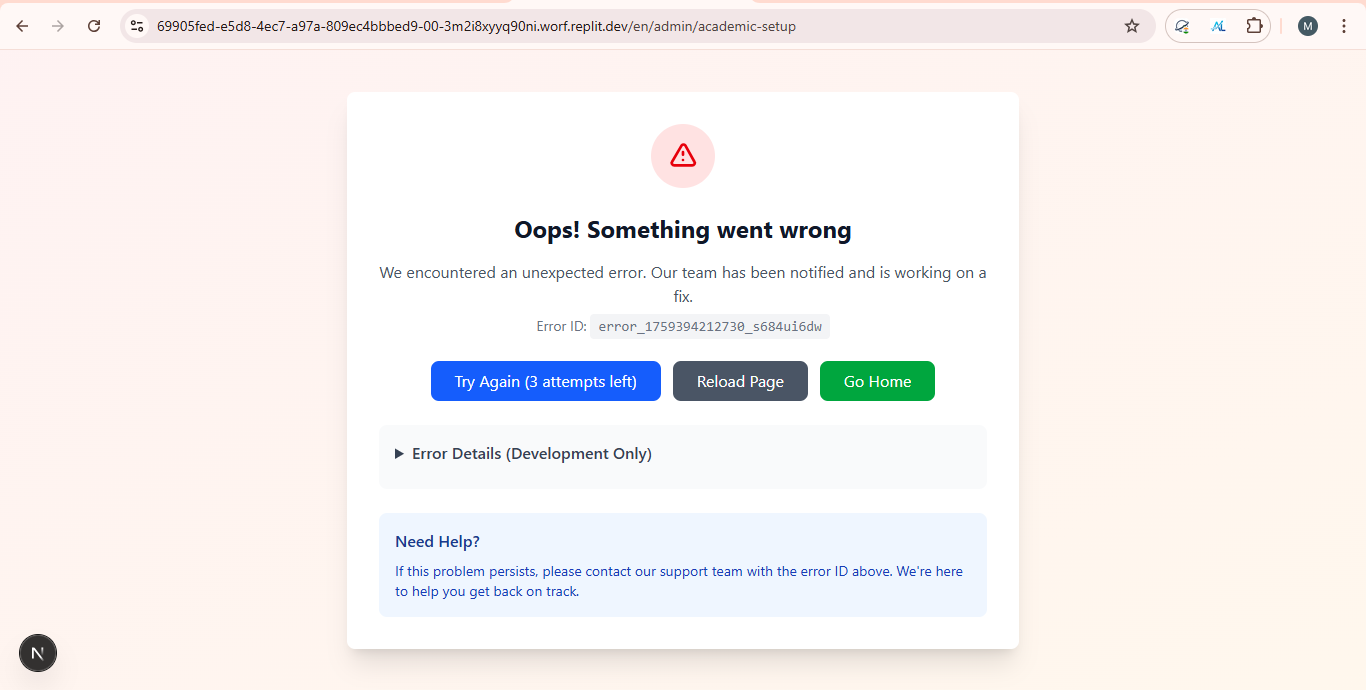 69905fed-e5d8-4ec7-a97a-809ec4bbbed9-00-3m2i8xyyq90ni.worf.replit.dev/en/admin/academic-setup
AL
M
Oops! Something went wrong
We encountered an unexpected error. Our team has been notified and is working on a
fix.
Error ID: error_1759394212730_s684ui6dw
Try Again (3 attempts left)
Reload Page
Go Home
Error Details (Development Only)
Need Help?
If this problem persists, please contact our support team with the error ID above. We're here
to help you get back on track.
N